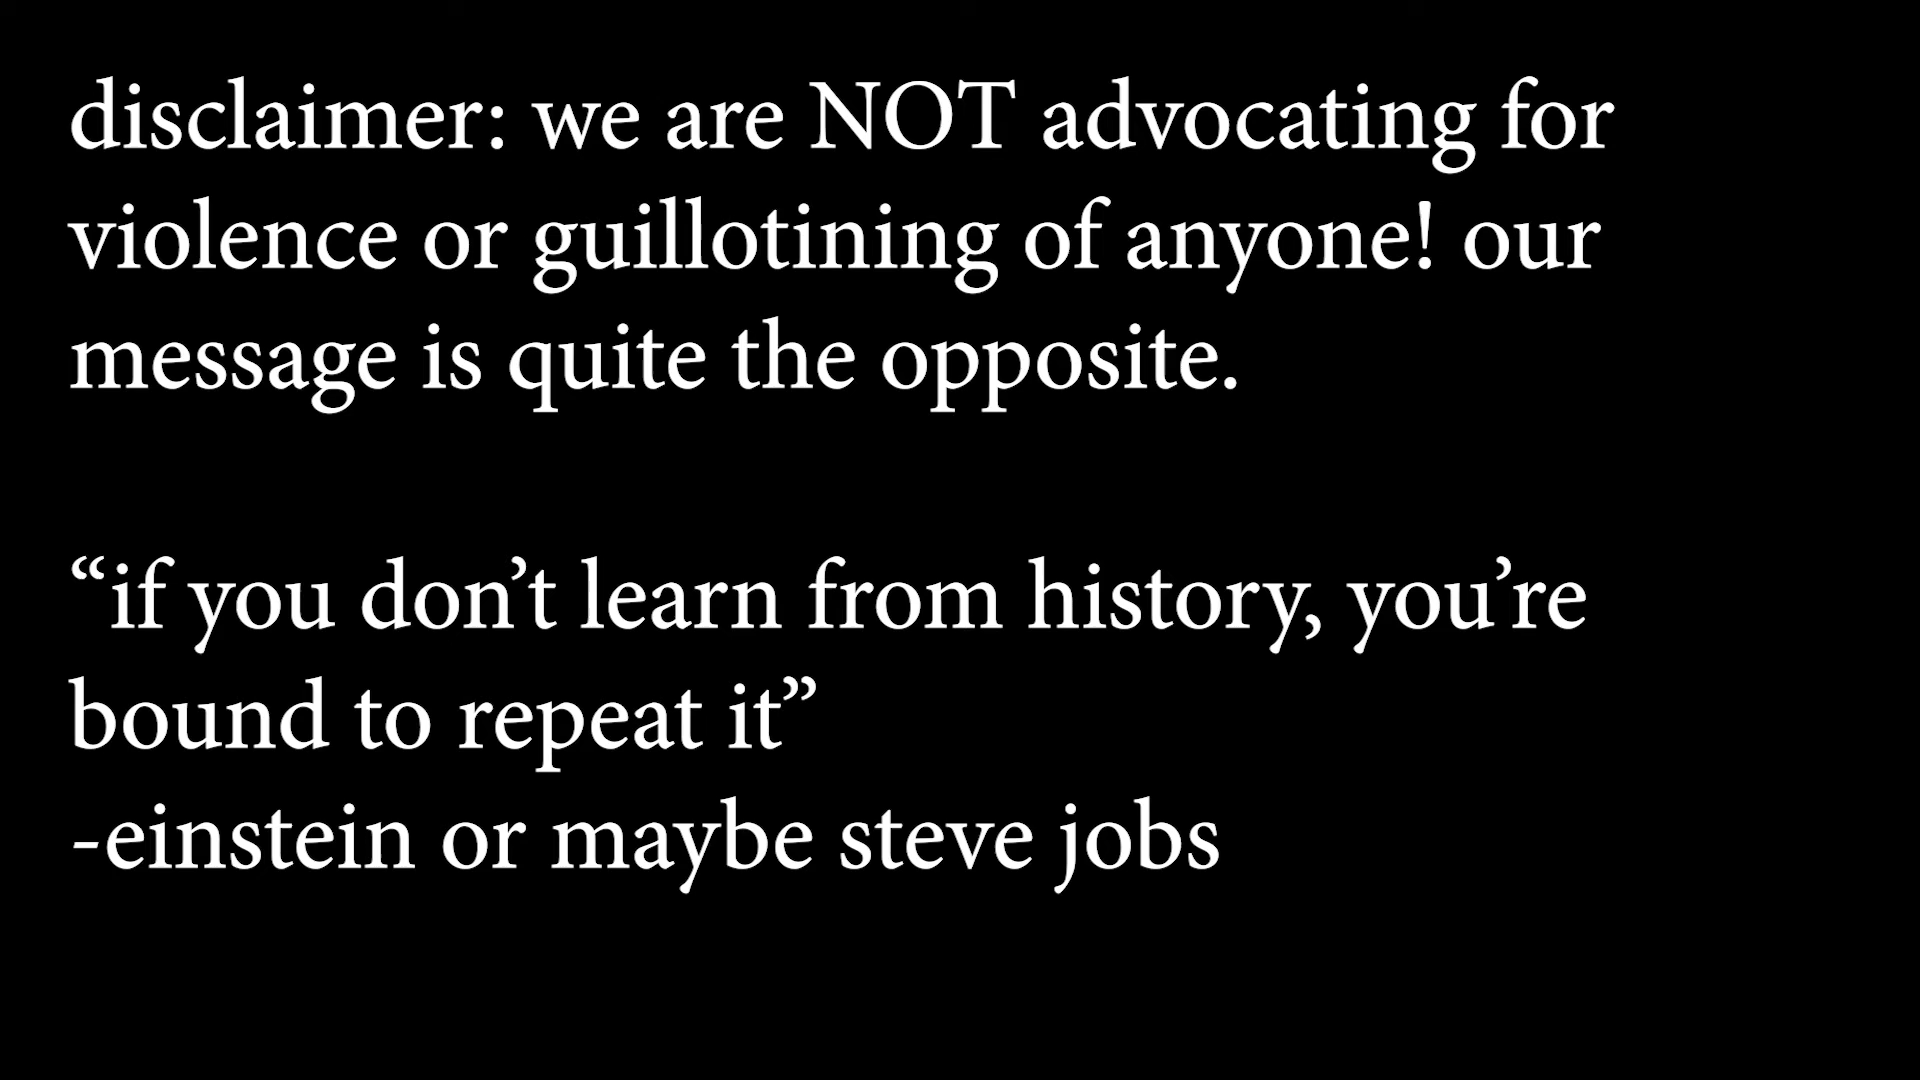 disclaimer: we are NOT advocating for
violence or guillotining of anyone! our
message is quite the opposite.
“if you don’t learn from history, you’re
bound to repeat it”
-einstein or maybe steve jobs